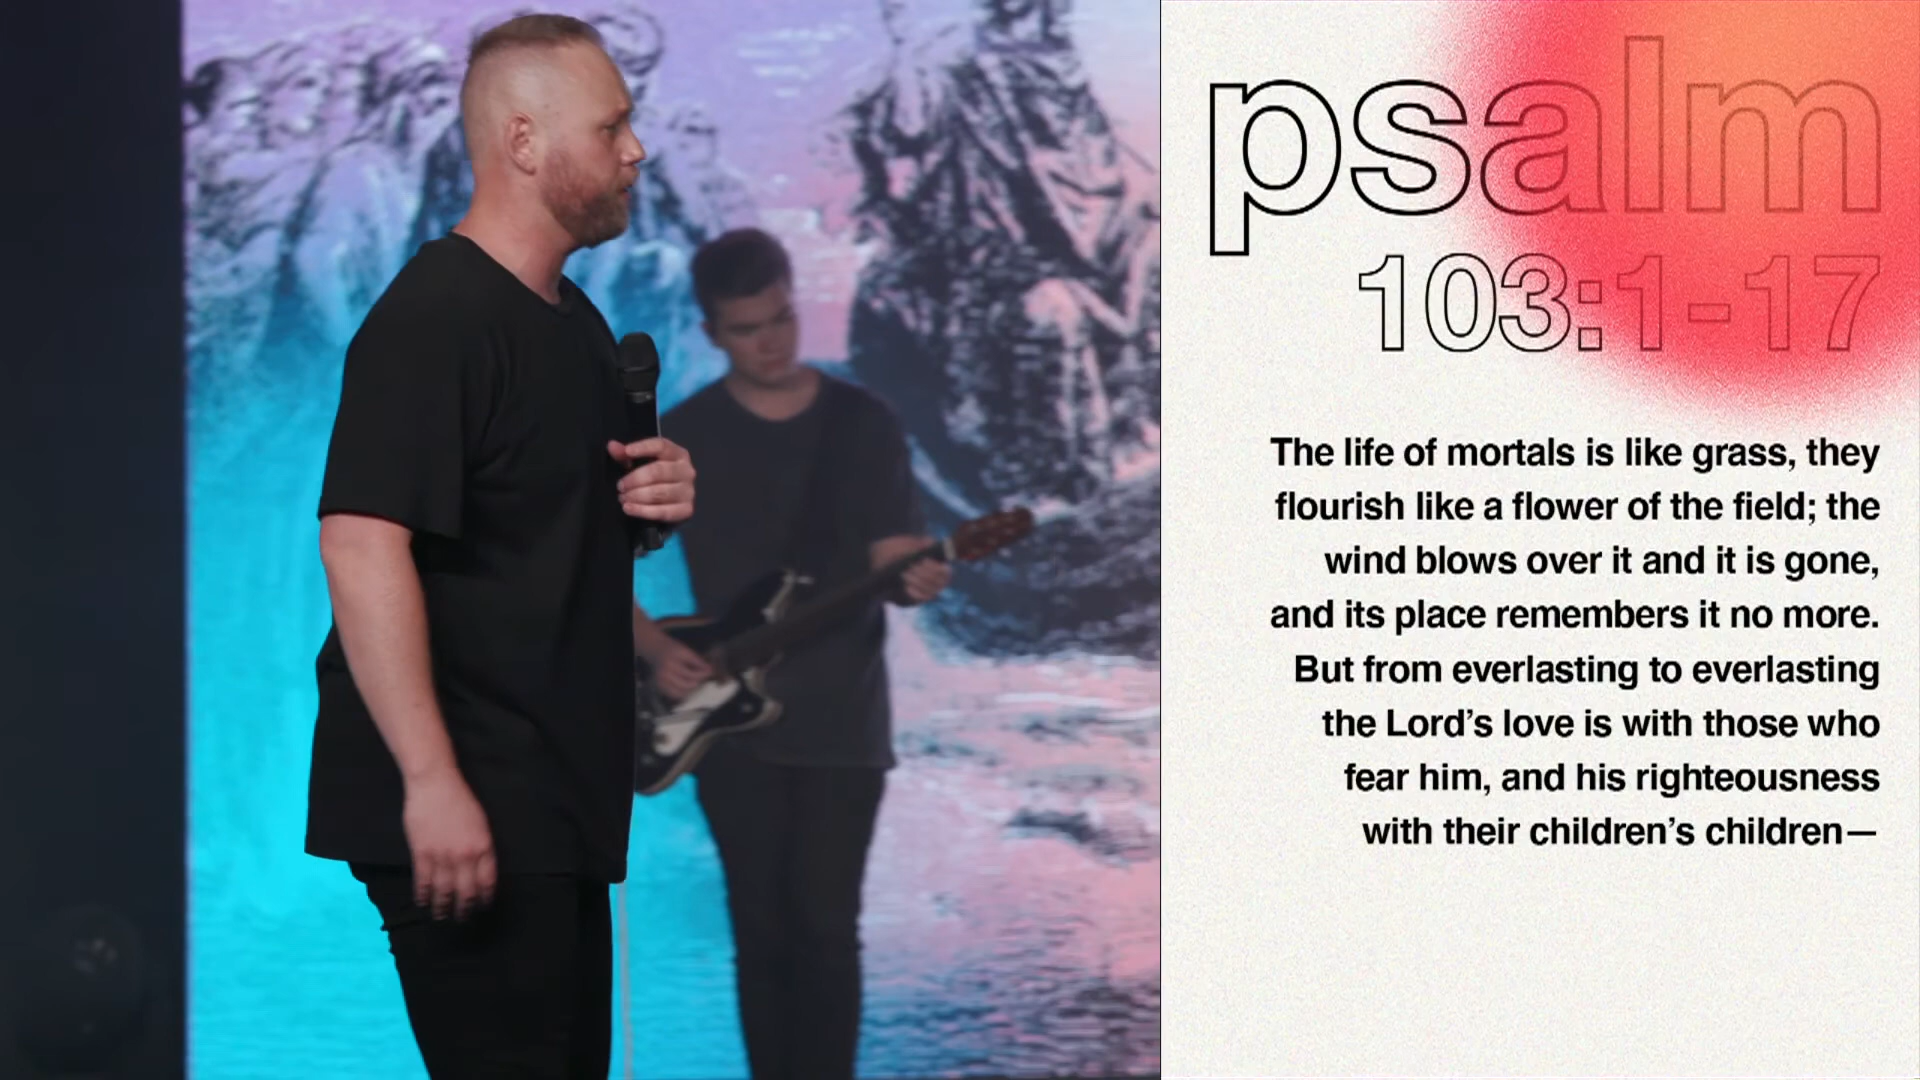 psalm
103:1-17
The life of mortals is like grass, they
flourish like a flower of the field; the
wind blows over it and it is gone,
and its place remembers it no more.
But from everlasting to everlasting
the Lord’s love is with those who
fear him, and his righteousness
with their children’s children—